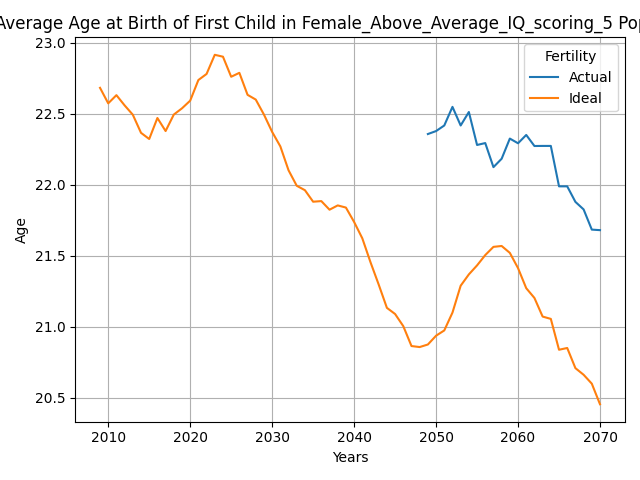 Average Age at Birth of First Child in Female_Above_Average_IQ_scoring_5 Po
23.0
22.5
22.0
21.5
21.0
20.5
Age
Fertility
Actual
Ideal
2010 2020 2030 2040 2050 2060 2070
Years